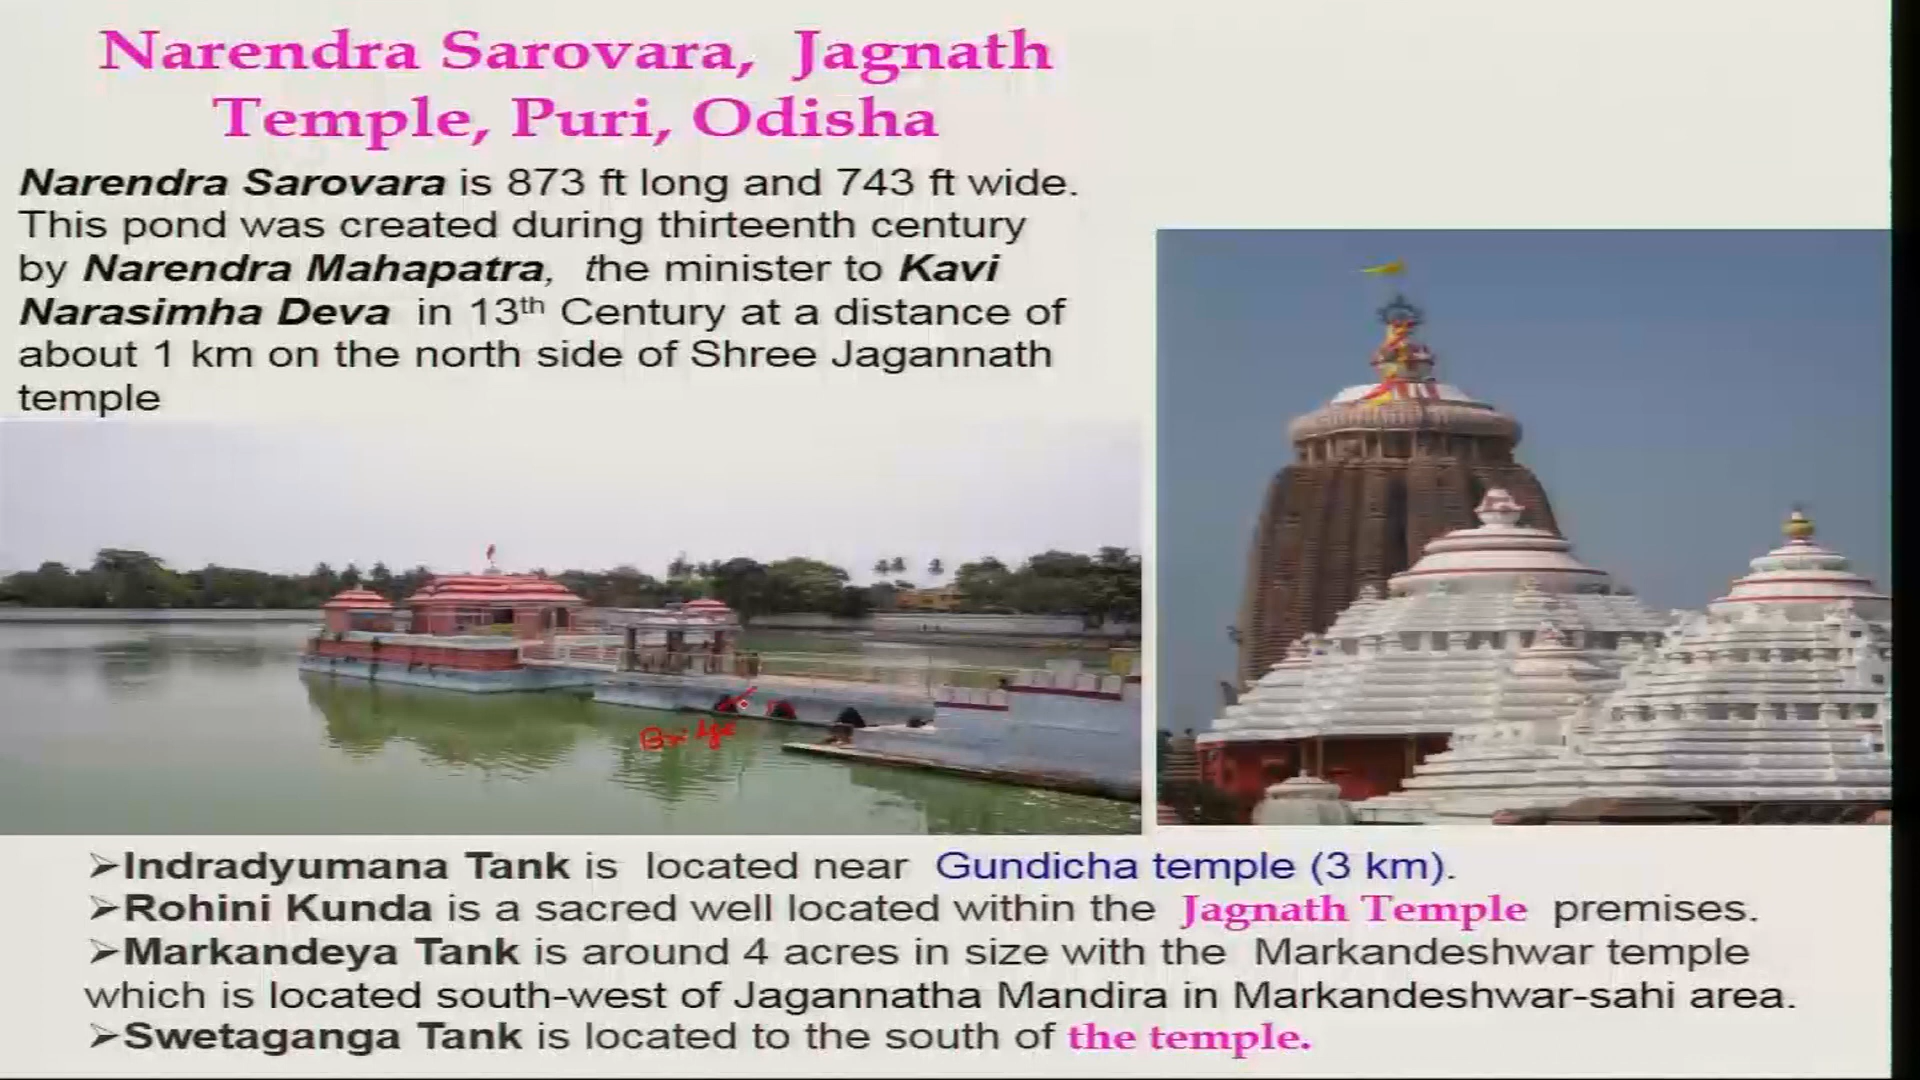 Narendra Sarovara, Jagnath
Temple, Puri, Odisha
Narendra Sarovara is 873 ft long and 743 ft wide.
This pond was created during thirteenth century
by Narendra Mahapatra, the minister to Kavi
Narasimha Deva in 13th Century at a distance of
about 1 km on the north side of Shree Jagannath
temple
Bridge
➢Indradyumana Tank is located near Gundicha temple (3 km).
➢Rohini Kunda is a sacred well located within the Jagnath Temple premises.
➢Markandeya Tank is around 4 acres in size with the Markandeshwar temple
which is located south-west of Jagannatha Mandira in Markandeshwar-sahi area.
➢Swetaganga Tank is located to the south of the temple.